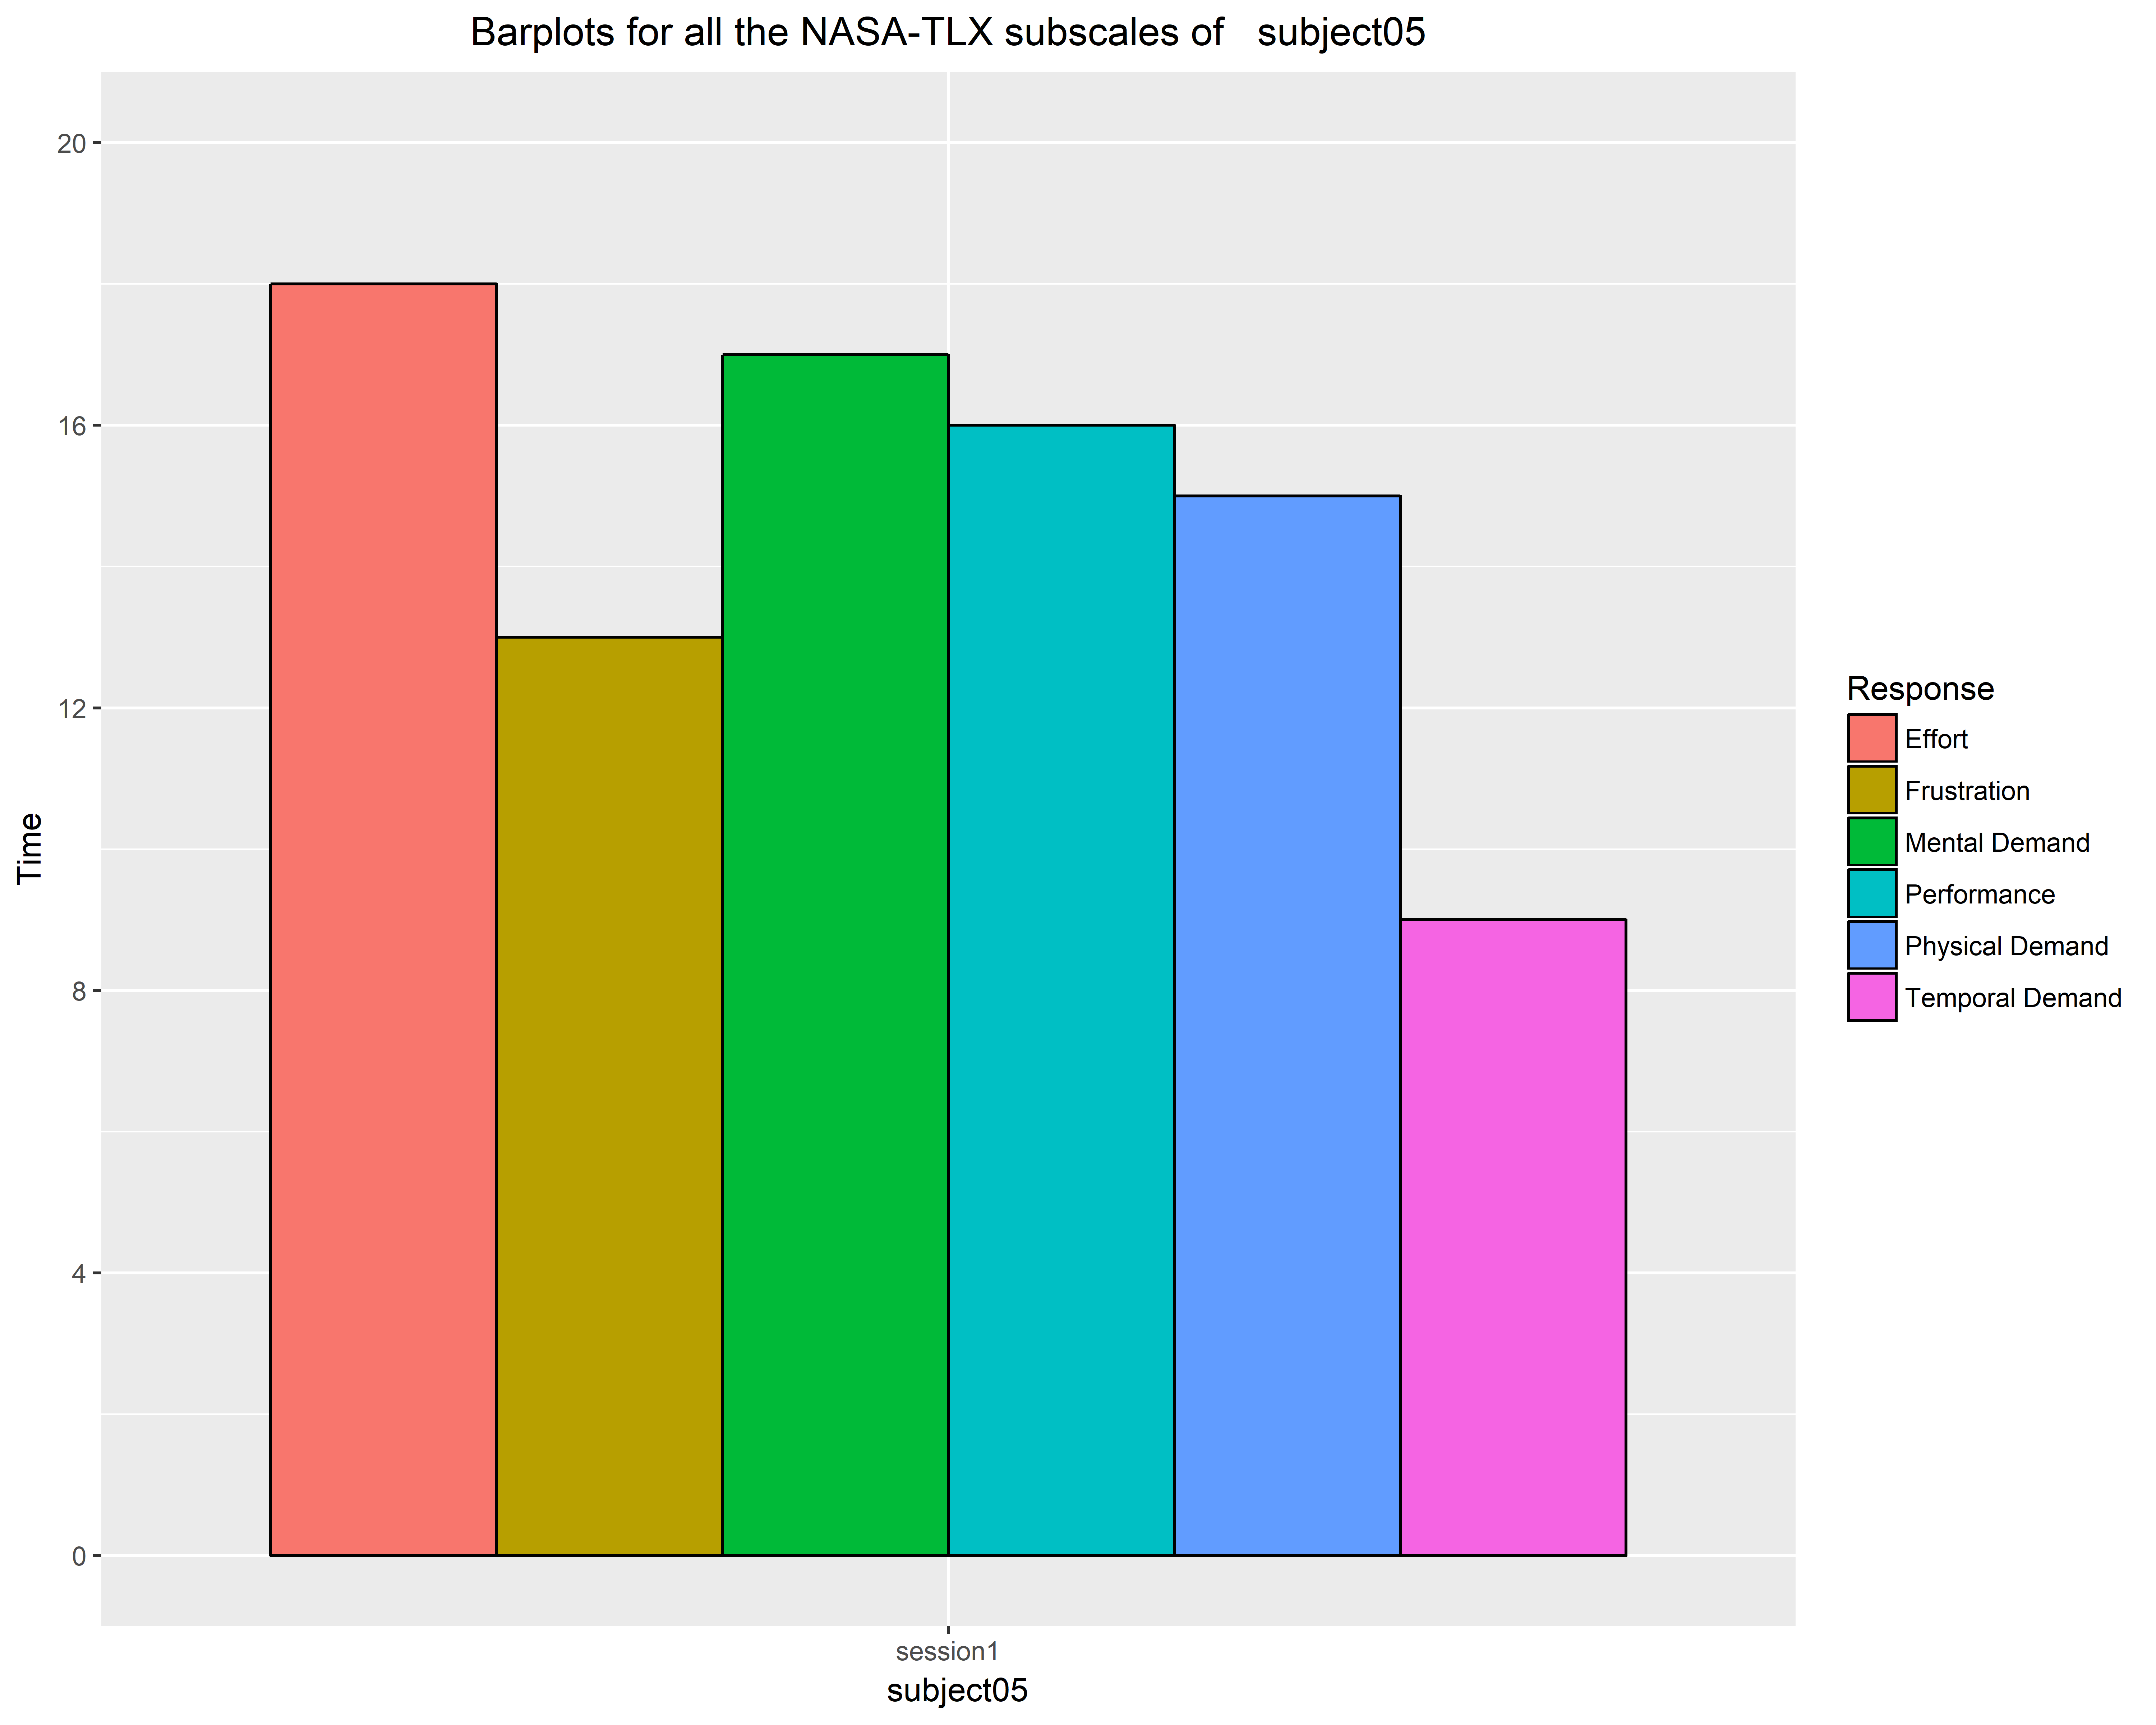 Barplots for all the NASA-TLX subscales of   subject05
20
16
12
8
4
0
Time
session1
subject05
Response
Effort
Frustration
Mental Demand
Performance
Physical Demand
Temporal Demand